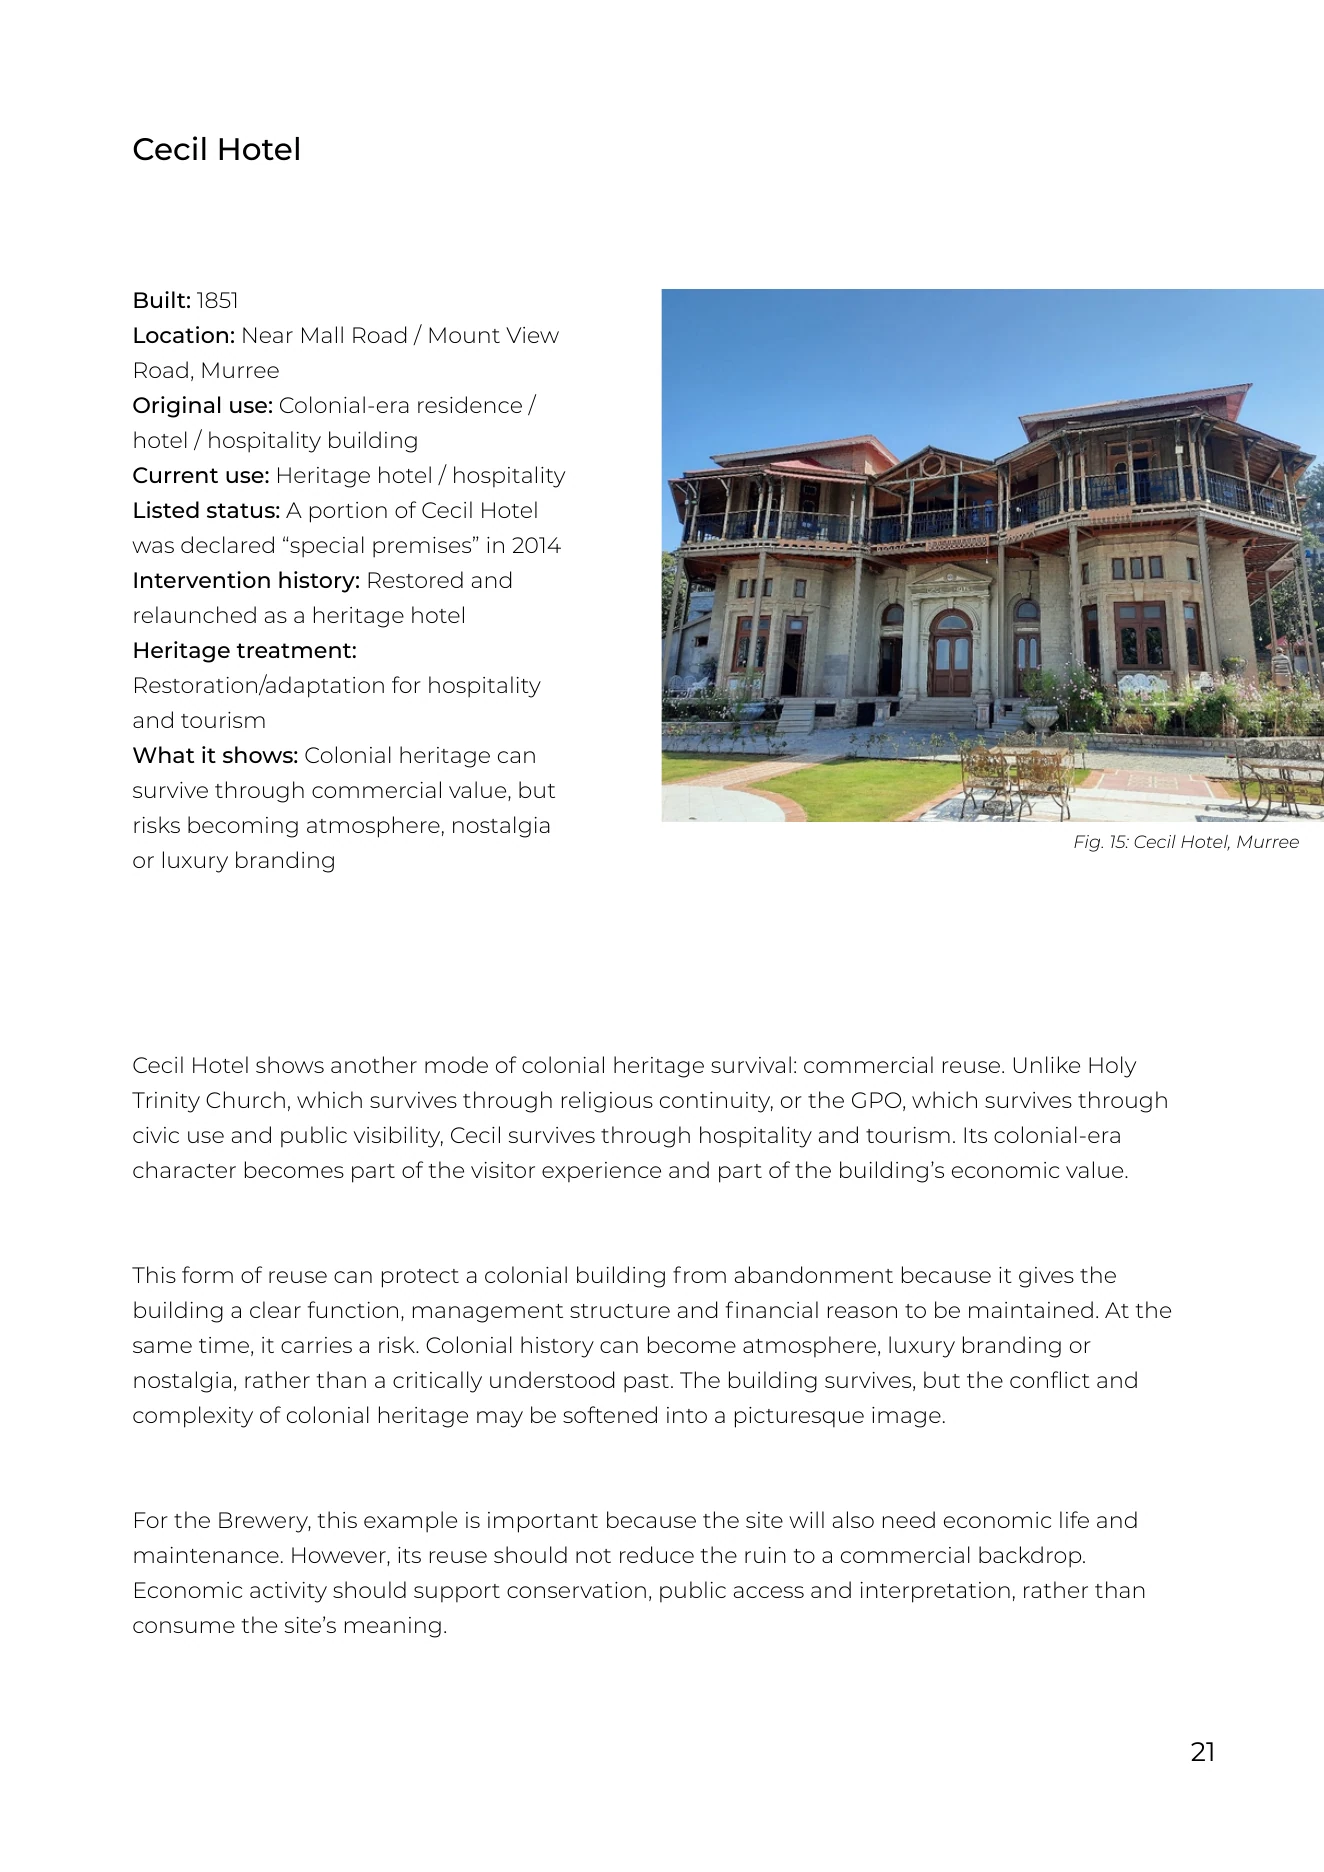 Cecil Hotel
Built: 1851
Location: Near Mall Road / Mount View
Road, Murree
Original use: Colonial-era residence /
hotel / hospitality building
Current use: Heritage hotel / hospitality
Listed status: A portion of Cecil Hotel
was declared “special premises” in 2014
Intervention history: Restored and
relaunched as a heritage hotel
Heritage treatment:
Restoration/adaptation for hospitality
and tourism
What it shows: Colonial heritage can
survive through commercial value, but
risks becoming atmosphere, nostalgia
or luxury branding
Fig. 15: Cecil Hotel, Murree
Cecil Hotel shows another mode of colonial heritage survival: commercial reuse. Unlike Holy
Trinity Church, which survives through religious continuity, or the GPO, which survives through
civic use and public visibility, Cecil survives through hospitality and tourism. Its colonial-era
character becomes part of the visitor experience and part of the building’s economic value.
This form of reuse can protect a colonial building from abandonment because it gives the
building a clear function, management structure and financial reason to be maintained. At the
same time, it carries a risk. Colonial history can become atmosphere, luxury branding or
nostalgia, rather than a critically understood past. The building survives, but the conflict and
complexity of colonial heritage may be softened into a picturesque image.
For the Brewery, this example is important because the site will also need economic life and
maintenance. However, its reuse should not reduce the ruin to a commercial backdrop.
Economic activity should support conservation, public access and interpretation, rather than
consume the site’s meaning.
21